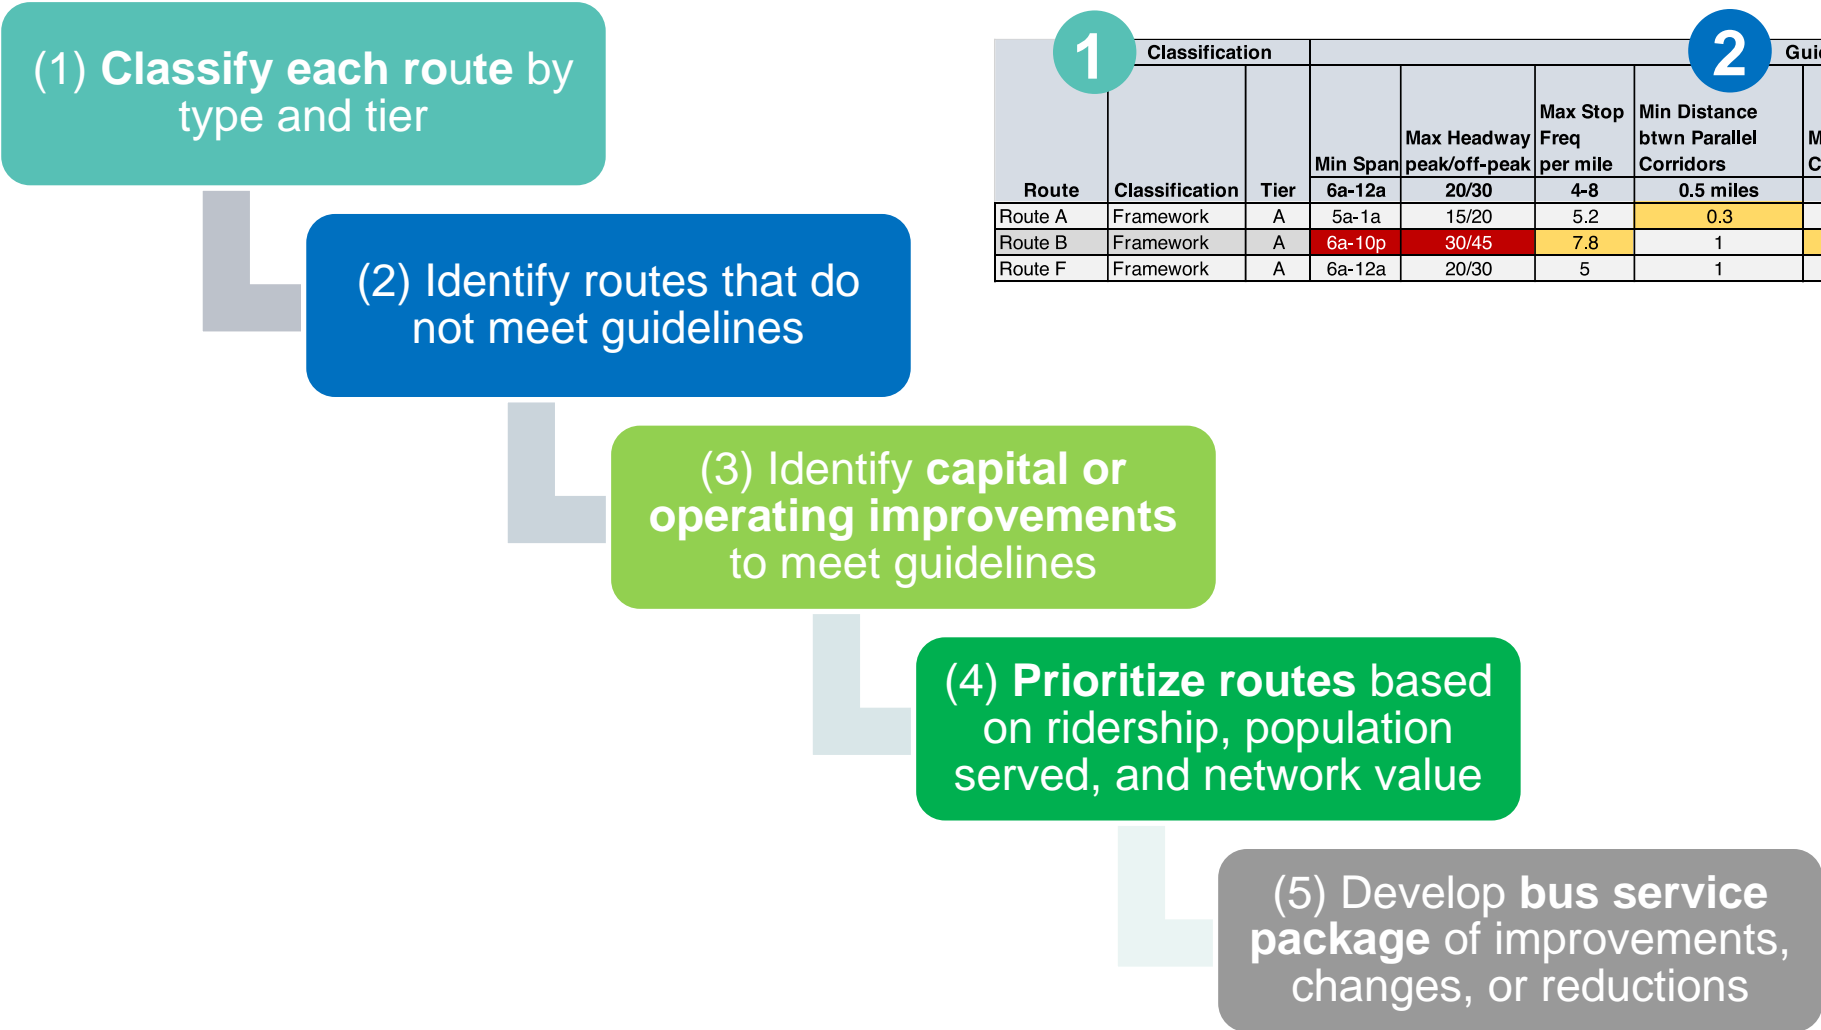 (1) Classify each route by
type and tier
(2) Identify routes that do
not meet guidelines
(3) Identify capital or
operating improvements
to meet guidelines
(4) Prioritize routes based
on ridership, population
served, and network value
(5) Develop bus service
package of improvements,
changes, or reductions
1 Classification 2
Max Stop Min Distance
Max Headway Freq btwn Parallel
Min Span peak/off-peak per mile Corridors
Route Classification Tier 6a-12a 20/30 4-8 0.5 miles
Route A Framework A 5a-1a 15/20 5.2 0.3
Route B Framework A 6a-10p 30/45 7.8 1
Route F Framework A 6a-12a 20/30 5 1